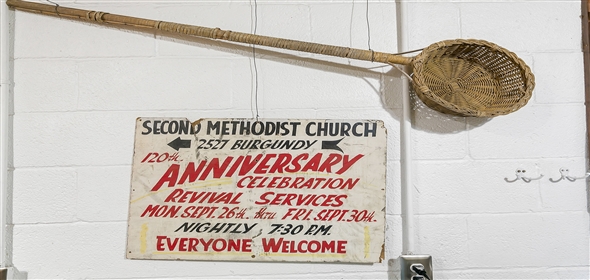 SECOND METHODIST CHURCH
2527 BURGUNDY
120th.
ANNIVERSARY
CELEBRATION
REVIVAL SERVICES
MON. SEPT. 26th. thru FRI. SEPT. 30th.
NIGHTLY 7:30 P.M.
EVERYONE WELCOME